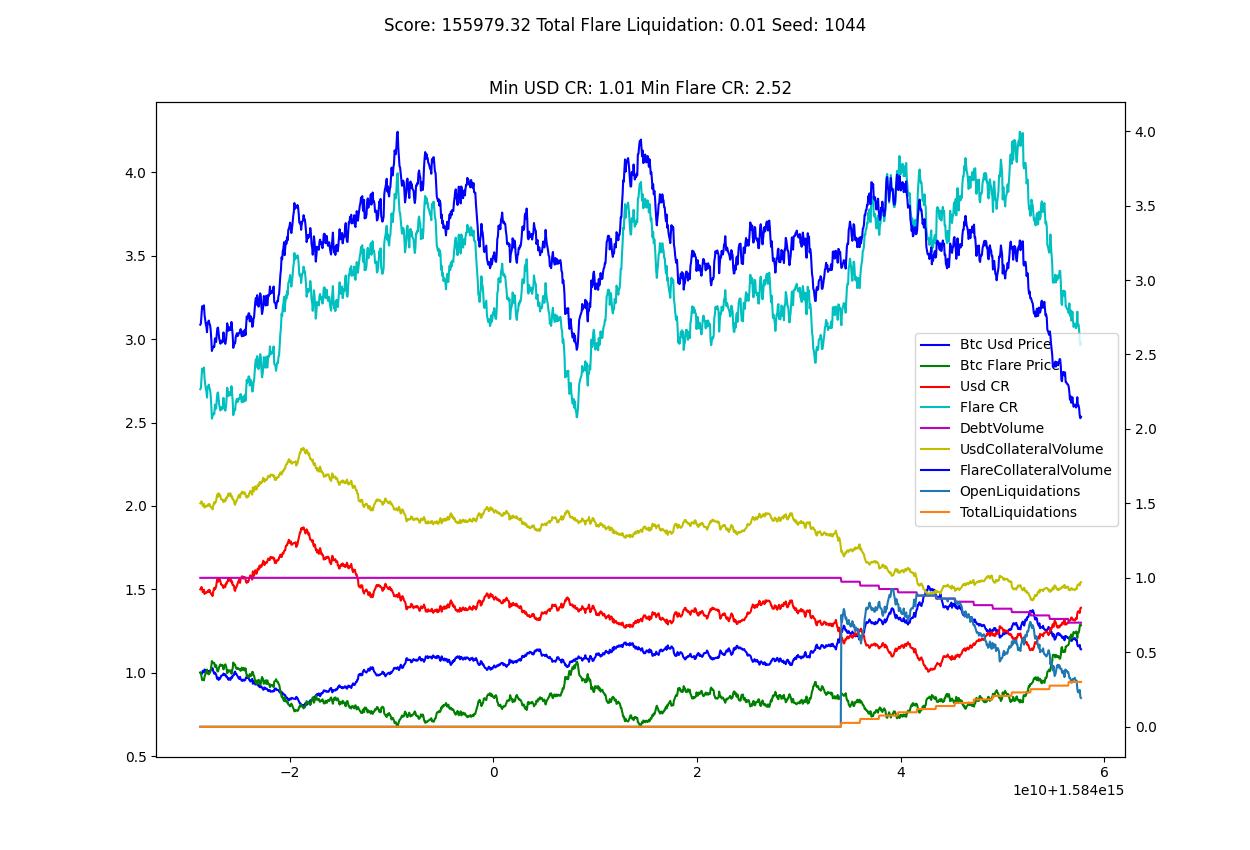 Score: 155979.32 Total Flare Liquidation: 0.01 Seed: 1044
Min USD CR: 1.01 Min Flare CR: 2.52
4.0
3.5
3.0
2.5
2.0
1.5
1.0
0.5
4.0
3.5
3.0
2.5
2.0
1.5
1.0
0.5
0.0
Btc Usd Price
Btc Flare Price
Usd CR
Flare CR
DebtVolume
UsdCollateralVolume
FlareCollateralVolume
OpenLiquidations
TotalLiquidations
−2 0 2 4 6
1e10+1.584e15